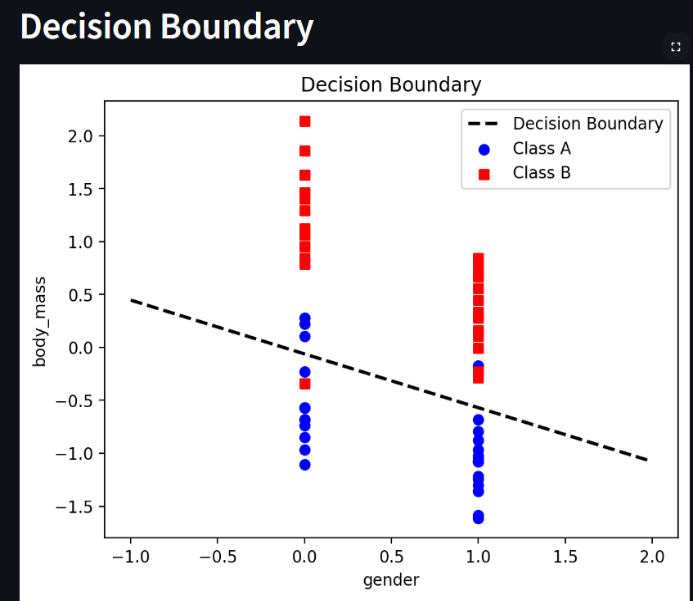 Decision Boundary
Decision Boundary
Decision Boundary
Class A
Class B
2.0
1.5
1.0
0.5
0.0
−0.5
−1.0
−1.5
body_mass
−1.0 −0.5 0.0 0.5 1.0 1.5 2.0
gender